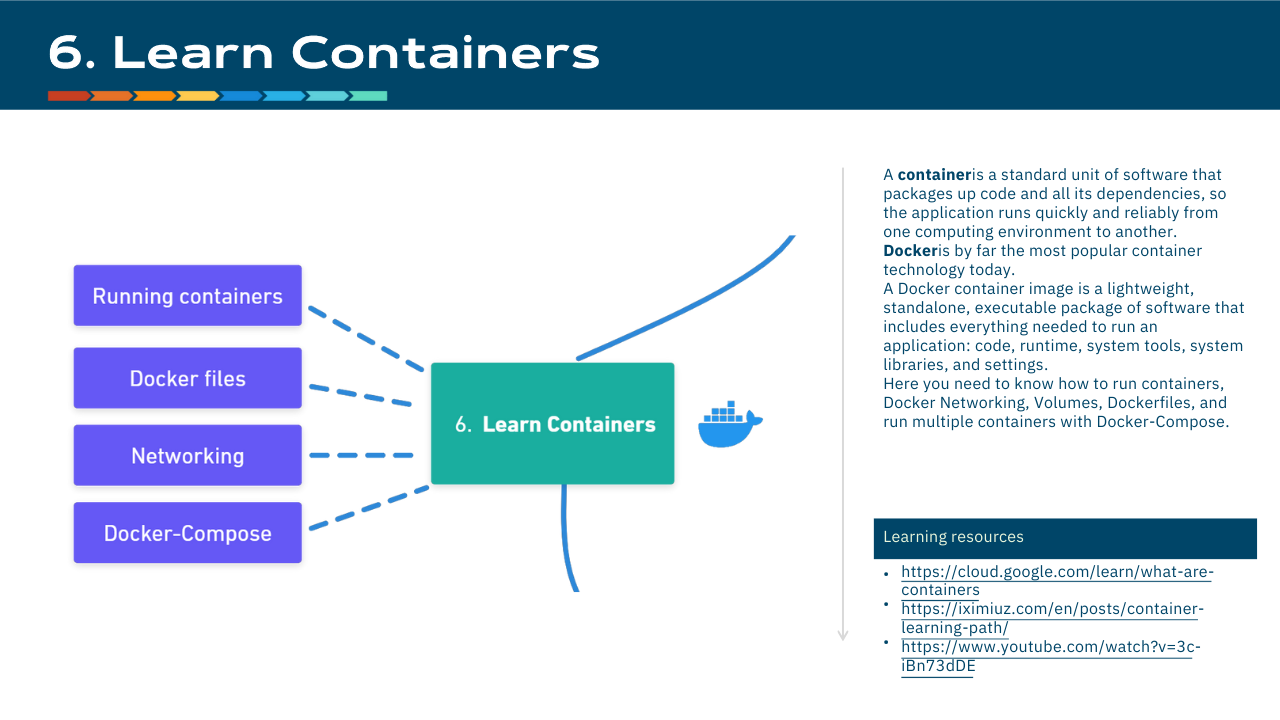 6. Learn Containers
Running containers
Docker files
Networking
Docker-Compose
6. Learn Containers
A containeris a standard unit of software that
packages up code and all its dependencies, so
the application runs quickly and reliably from
one computing environment to another.
Dockeris by far the most popular container
technology today.
A Docker container image is a lightweight,
standalone, executable package of software that
includes everything needed to run an
application: code, runtime, system tools, system
libraries, and settings.
Here you need to know how to run containers,
Docker Networking, Volumes, Dockerfiles, and
run multiple containers with Docker-Compose.
Learning resources
• https://cloud.google.com/learn/what-are-
containers
• https://iximiuz.com/en/posts/container-
learning-path/
• https://www.youtube.com/watch?v=3c-
iBn73dDE